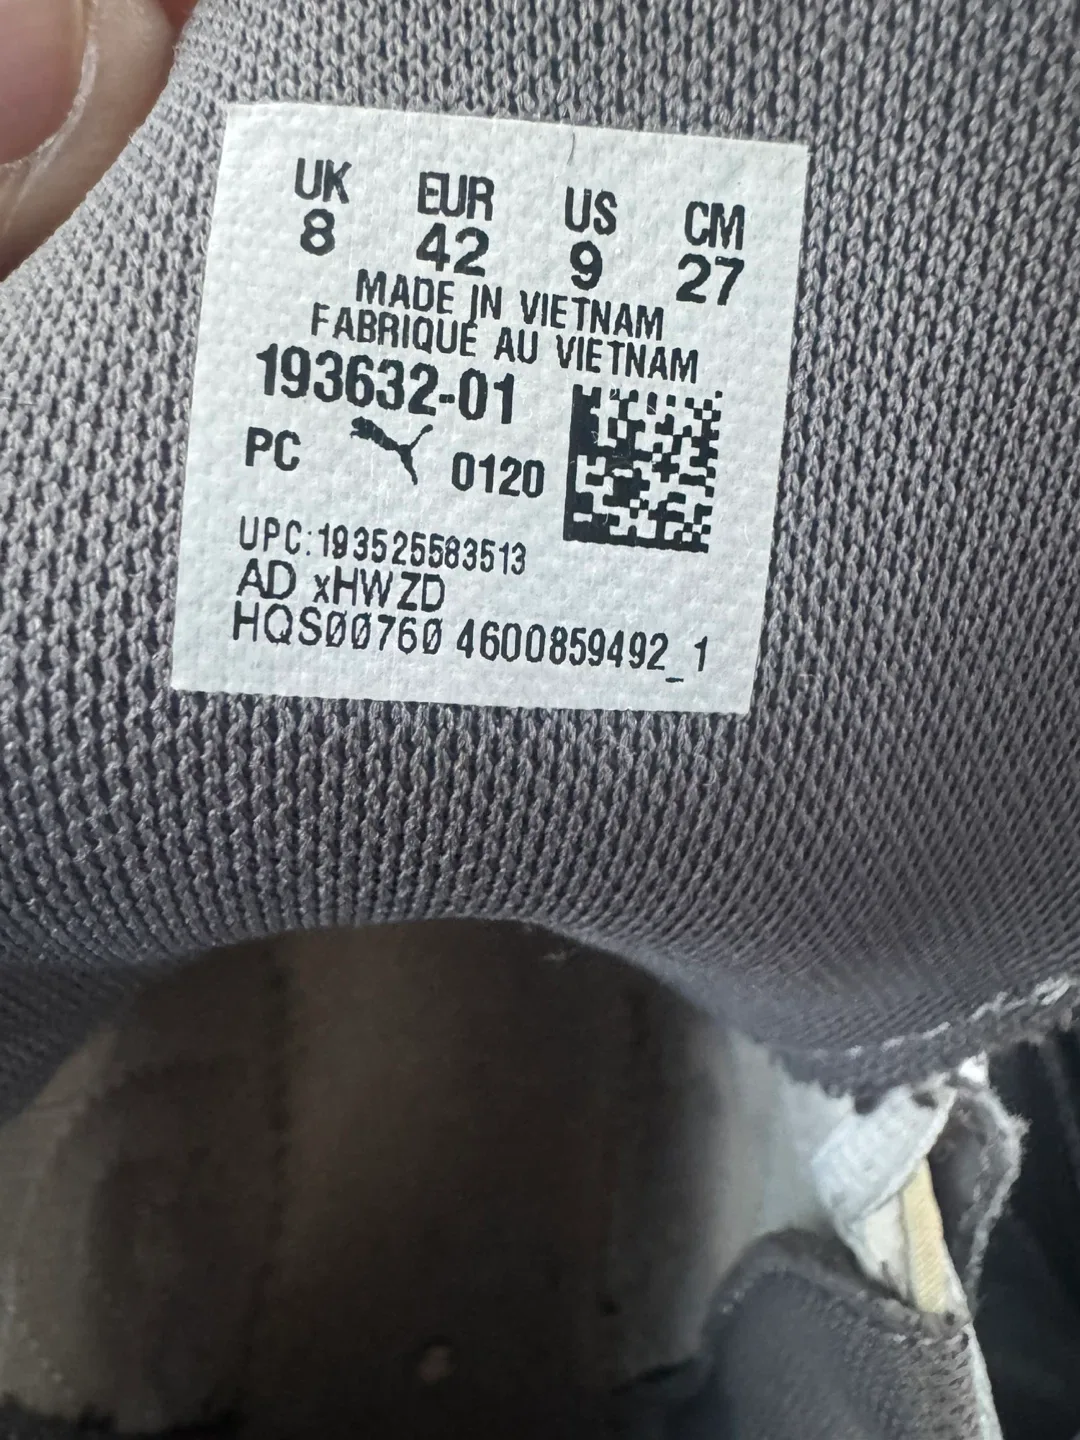 UK EUR US CM
8 42 9 27
MADE IN VIETNAM
FABRIQUÉ AU VIETNAM
193632-01
PC 0120
UPC:193525583513
AD xHWZD
HQS00760 4600859492_1